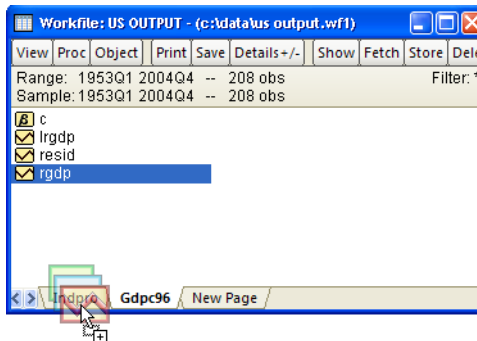 Workfile: US OUTPUT - (c:\data\us output.wf1)
View Proc Object Print Save Details+/- Show Fetch Store Dele
Range: 1953Q1 2004Q4 -- 208 obs Filter: *
Sample: 1953Q1 2004Q4 -- 208 obs
β c
lrgdp
resid
rgdp
Indpro Gdpc96 New Page